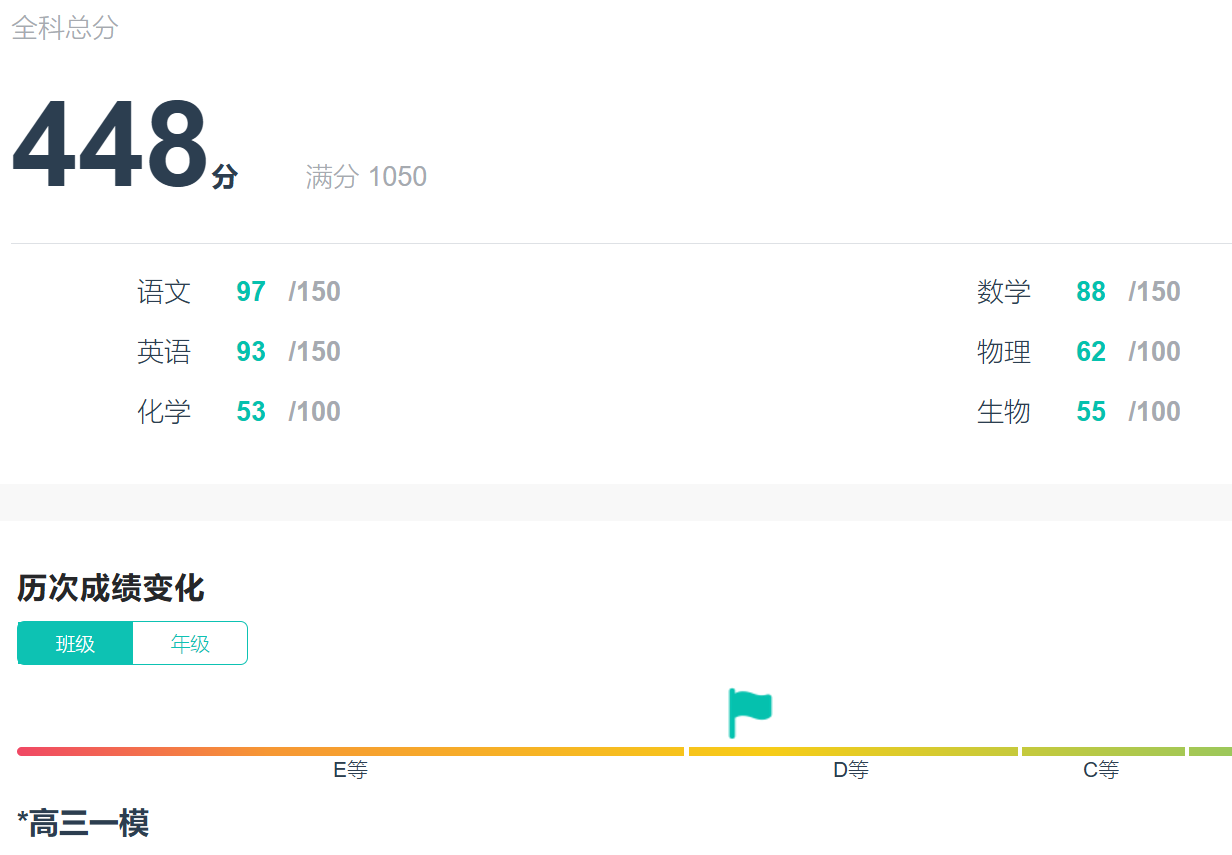 全科总分
448分 满分 1050
语文 97 /150 数学 88 /150
英语 93 /150 物理 62 /100
化学 53 /100 生物 55 /100
历次成绩变化
班级 年级
E等 D等 C等
*高三一模